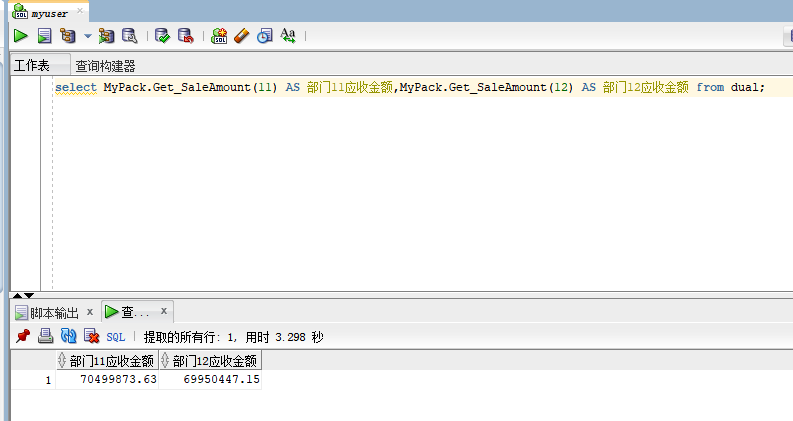 myuser
工作表 查询构建器
select MyPack.Get_SaleAmount(11) AS 部门11应收金额,MyPack.Get_SaleAmount(12) AS 部门12应收金额 from dual;
脚本输出 x 查... x
SQL 提取的所有行: 1, 用时 3.298 秒
部门11应收金额 部门12应收金额
1 70499873.63 69950447.15